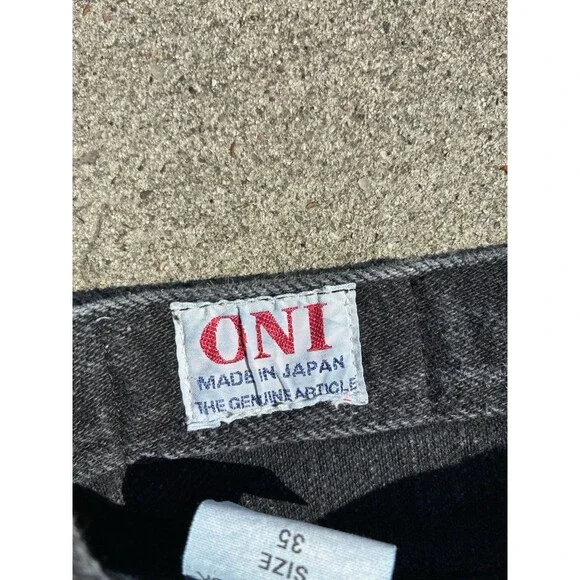 ONI
MADE IN JAPAN
THE GENUINE ARTICLE
SIZE
35